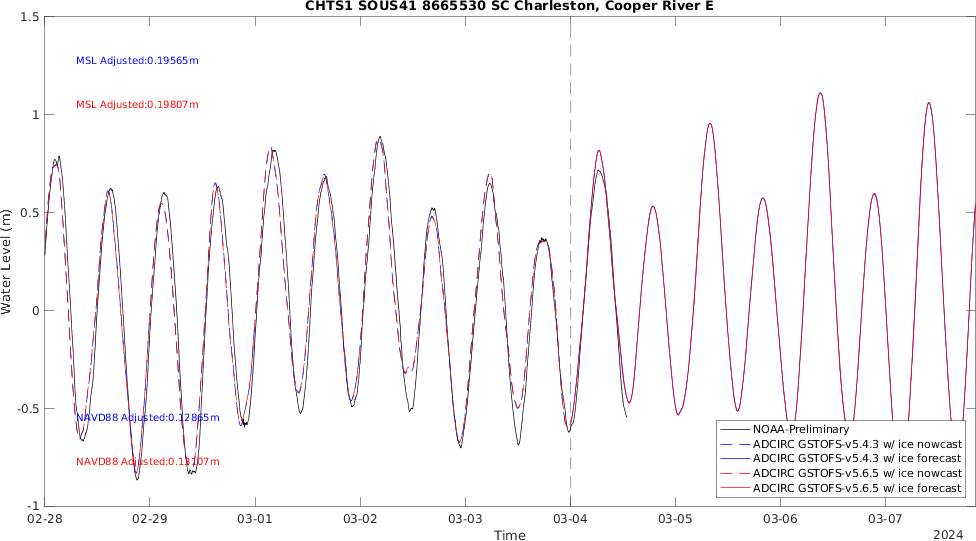 CHTS1 SOUS41 8665530 SC Charleston, Cooper River E
1.5
1
0.5
0
-0.5
-1
Water Level (m)
MSL Adjusted:0.19565m
MSL Adjusted:0.19807m
NAVD88 Adjusted:0.12865m
NAVD88 Adjusted:0.13107m
NOAA-Preliminary
ADCIRC GSTOFS-v5.4.3 w/ ice nowcast
ADCIRC GSTOFS-v5.4.3 w/ ice forecast
ADCIRC GSTOFS-v5.6.5 w/ ice nowcast
ADCIRC GSTOFS-v5.6.5 w/ ice forecast
02-28 02-29 03-01 03-02 03-03 03-04 03-05 03-06 03-07
Time
2024